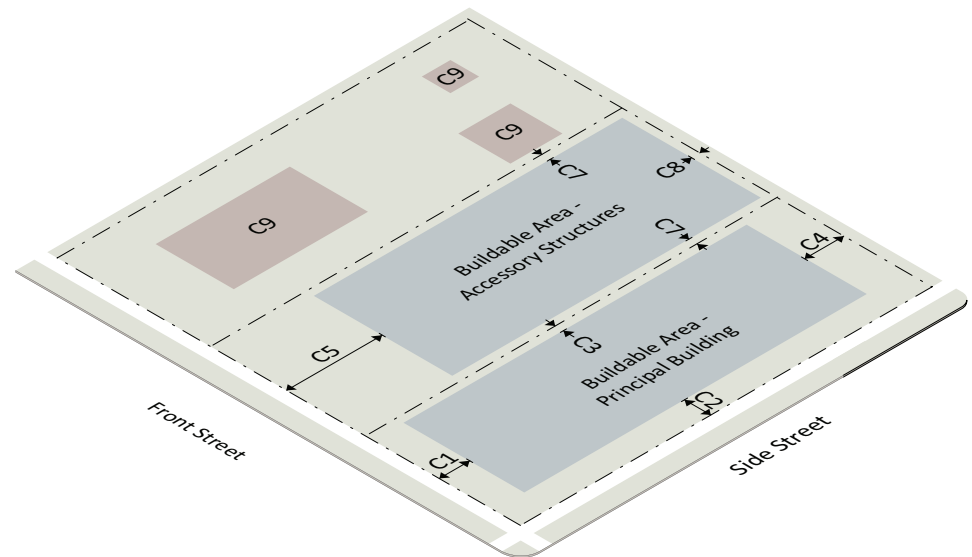 C9
C9
C9
C7
C8
Buildable Area -
Accessory Structures
C7
C4
C5
C3
Buildable Area -
Principal Building
C2
C1
Front Street
Side Street